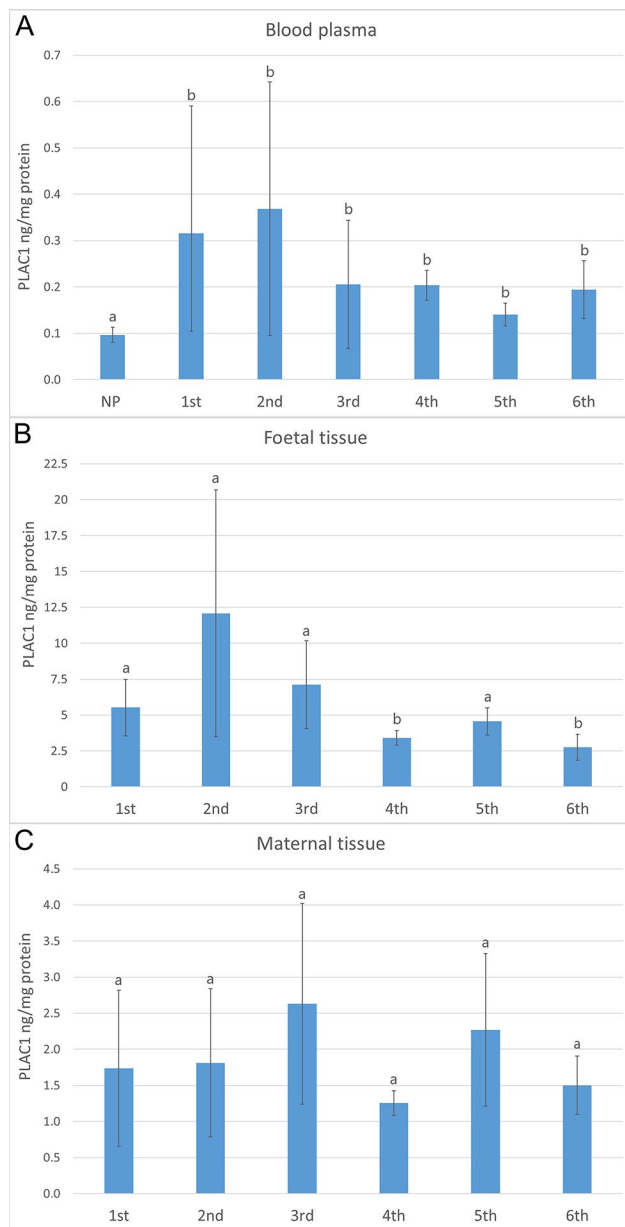 A
Blood plasma
PLAC1 ng/mg protein
0.7
0.6
0.5
0.4
0.3
0.2
0.1
0.0
a
b
b
b
b
b
b
NP 1st 2nd 3rd 4th 5th 6th
B
Foetal tissue
PLAC1 ng/mg protein
22.5
20
17.5
15
12.5
10
7.5
5
2.5
0
a
a
a
b
a
b
1st 2nd 3rd 4th 5th 6th
C
Maternal tissue
PLAC1 ng/mg protein
4.5
4.0
3.5
3.0
2.5
2.0
1.5
1.0
0.5
0.0
a
a
a
a
a
a
1st 2nd 3rd 4th 5th 6th